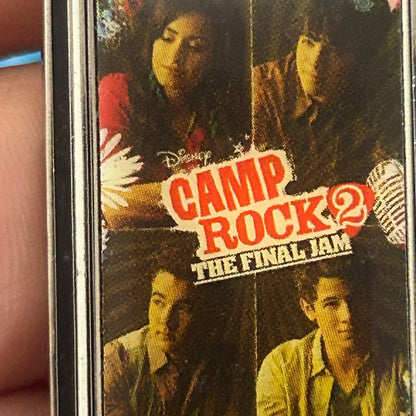 Disney
CAMP
ROCK 2
THE FINAL JAM